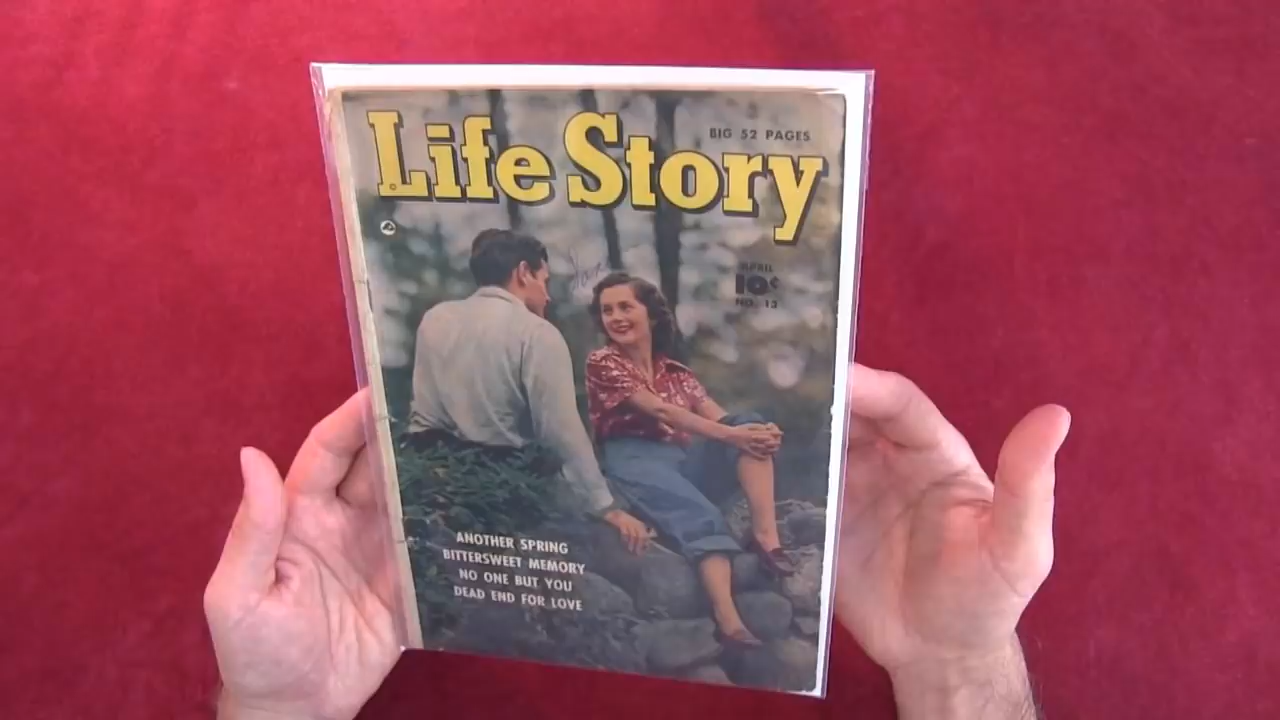 BIG 52 PAGES
Life Story
APRIL
10¢
NO. 13
ANOTHER SPRING
BITTERSWEET MEMORY
NO ONE BUT YOU
DEAD END FOR LOVE